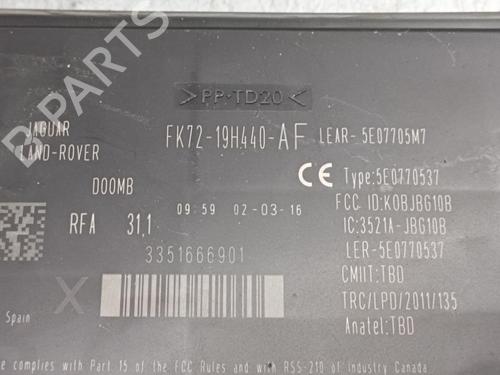 B-PARTS
>PP-TD20<
JAGUAR
LAND-ROVER
FK72-19H440-AF LEAR-5E07705M7
CE Type:5E0770537
D00MB
FCC ID:KOBJBG10B
RFA 31,1 09:59 02-03-16
IC:3521A-JBG10B
3351666901
LER-5E0770537
X
CMIIT:TBD
TRC/LPD/2011/135
Spain
Anatel:TBD
complies with Part 15 of the FCC Rules and with RSS-210 of Industry Canada.